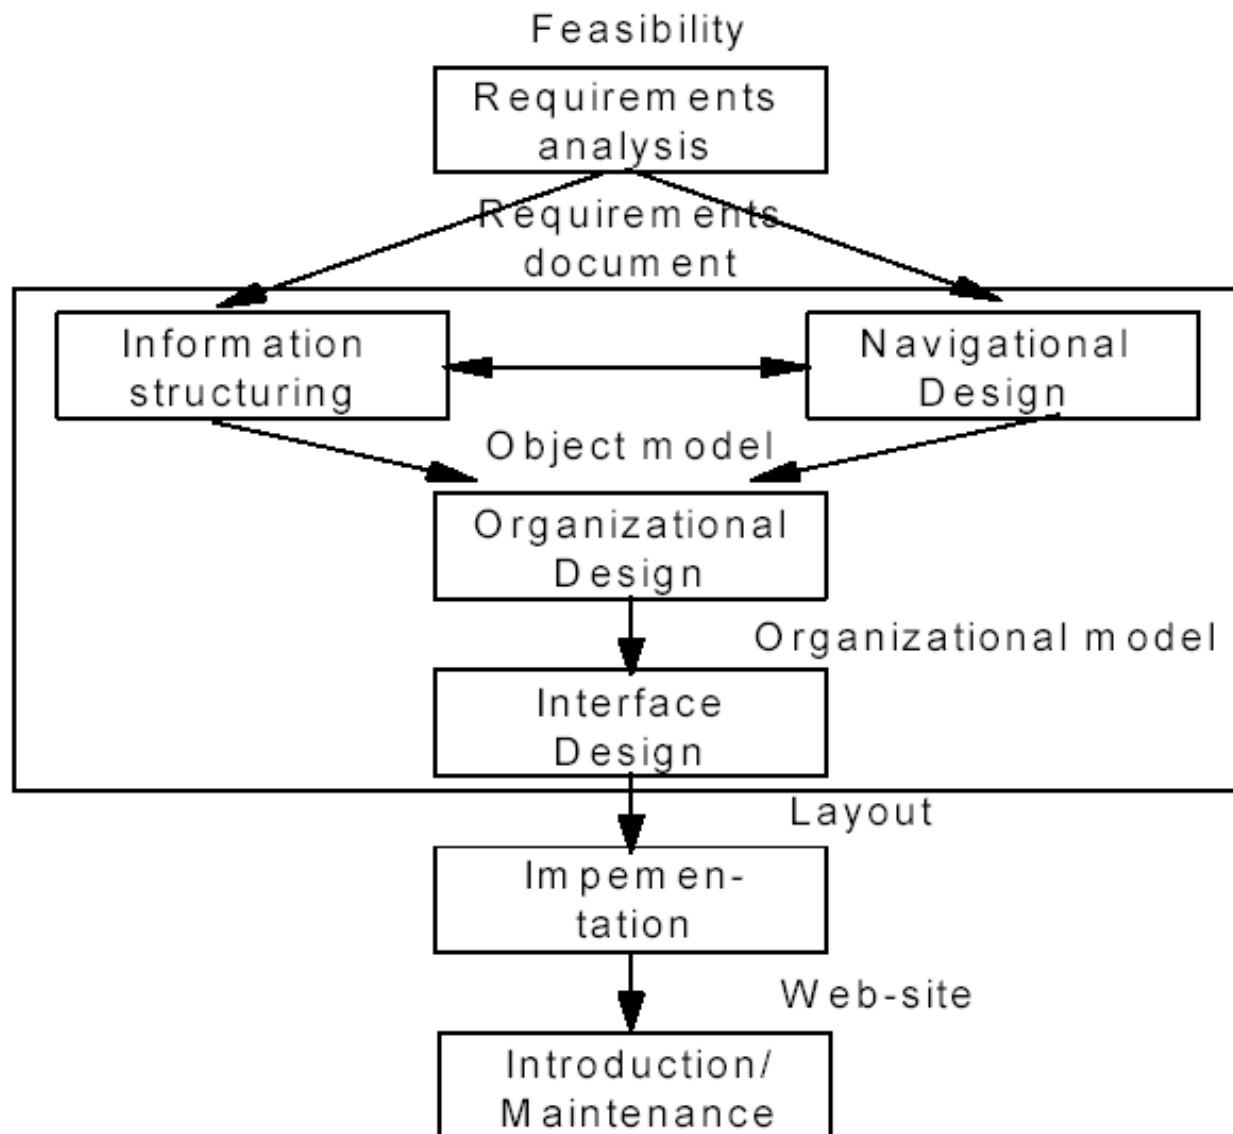 Feasibility
Requirements
analysis
Requirements
document
Information
structuring
Navigational
Design
Object model
Organizational
Design
Organizational model
Interface
Design
Layout
Impemen-
tation
Web-site
Introduction/
Maintenance